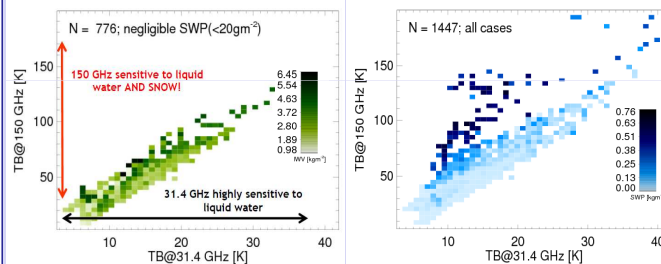 N = 776; negligible SWP(<20gm⁻²)
TB@150 GHz [K]
150
100
50
150 GHz sensitive to liquid
water AND SNOW!
6.45
5.54
4.63
3.72
2.80
1.89
0.98
IWV [kgm⁻²]
31.4 GHz highly sensitive to
liquid water
10
20
30
40
TB@31.4 GHz [K]
N = 1447; all cases
TB@150 GHz [K]
150
100
50
0.76
0.63
0.51
0.38
0.25
0.13
0.00
SWP [kgm
10
20
30
40
TB@31.4 GHz [K]